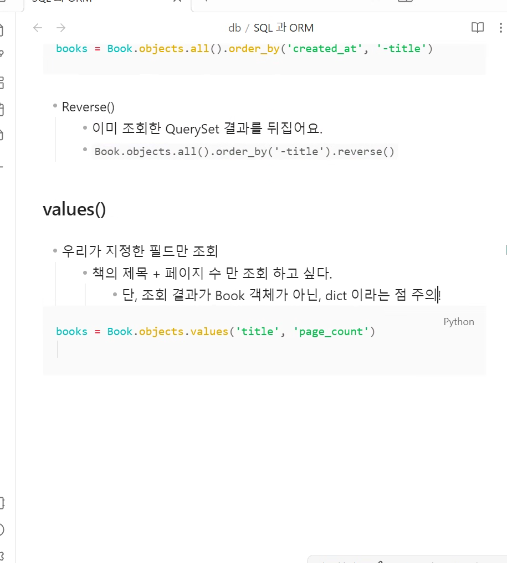 db / SQL 과 ORM
books = Book.objects.all().order_by('created_at', '-title')
Reverse()
이미 조회한 QuerySet 결과를 뒤집어요.
Book.objects.all().order_by('-title').reverse()
values()
우리가 지정한 필드만 조회
책의 제목 + 페이지 수 만 조회 하고 싶다.
단, 조회 결과가 Book 객체가 아닌, dict 이라는 점 주의!
Python
books = Book.objects.values('title', 'page_count')